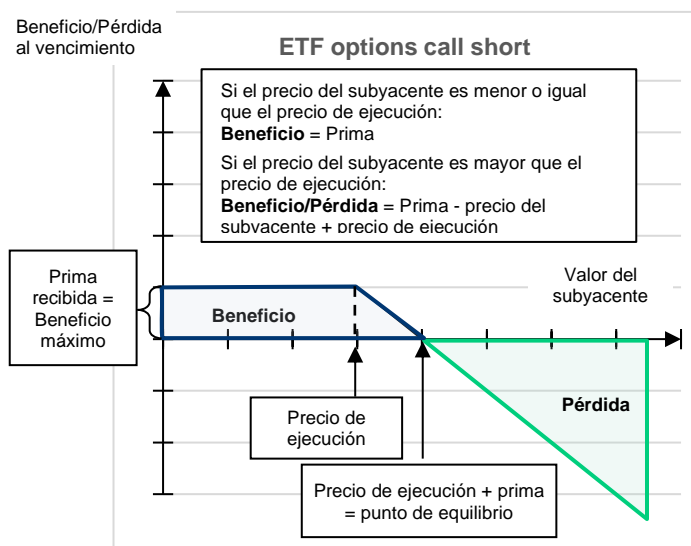 Beneficio/Pérdida
al vencimiento
ETF options call short
Si el precio del subyacente es menor o igual
que el precio de ejecución:
Beneficio = Prima
Si el precio del subyacente es mayor que el
precio de ejecución:
Beneficio/Pérdida = Prima - precio del
subyacente + precio de ejecución
Prima
recibida =
Beneficio
máximo
Beneficio
Valor del
subyacente
Pérdida
Precio de
ejecución
Precio de ejecución + prima
= punto de equilibrio